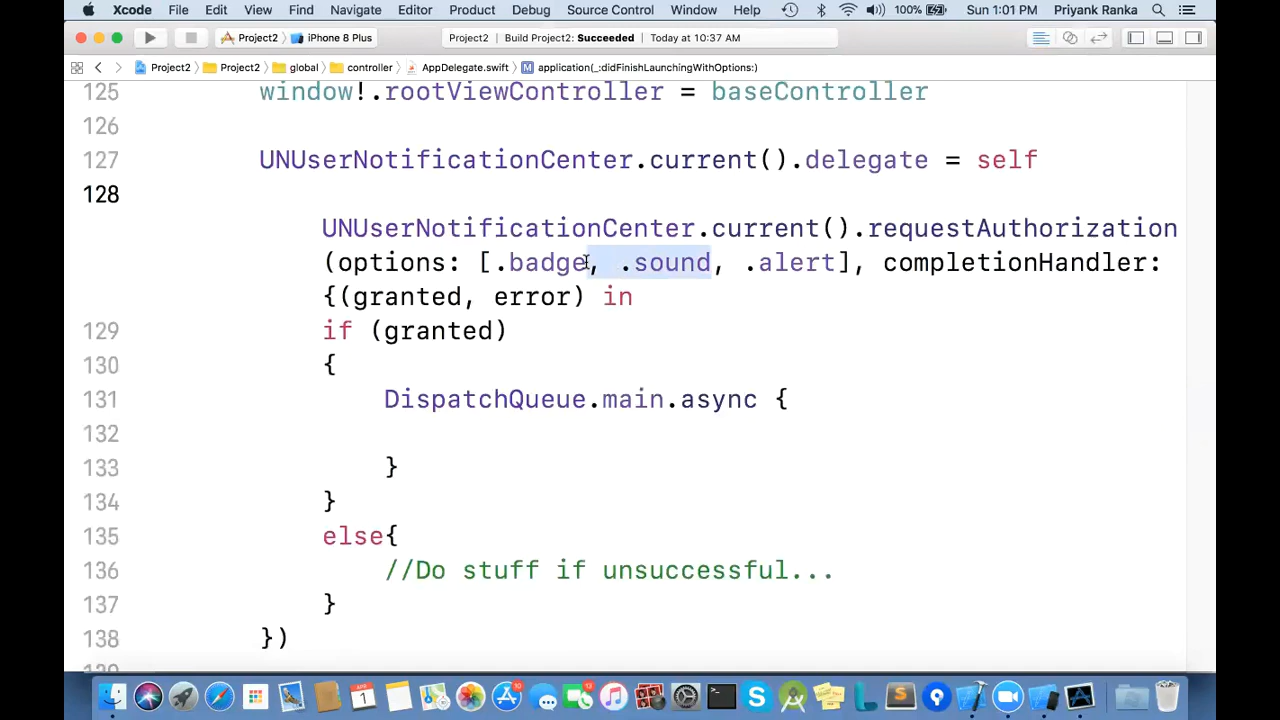 Xcode File Edit View Find Navigate Editor Product Debug Source Control Window Help 100% Sun 1:01 PM Priyank Ranka
Project2 iPhone 8 Plus Project2 | Build Project2: Succeeded | Today at 10:37 AM
Project2 Project2 global controller AppDelegate.swift M application(_:didFinishLaunchingWithOptions:)
125 window!.rootViewController = baseController
126
127 UNUserNotificationCenter.current().delegate = self
128
UNUserNotificationCenter.current().requestAuthorization
(options: [.badge, .sound, .alert], completionHandler:
{(granted, error) in
129 if (granted)
130 {
131 DispatchQueue.main.async {
132
133 }
134 }
135 else{
136 //Do stuff if unsuccessful...
137 }
138 })